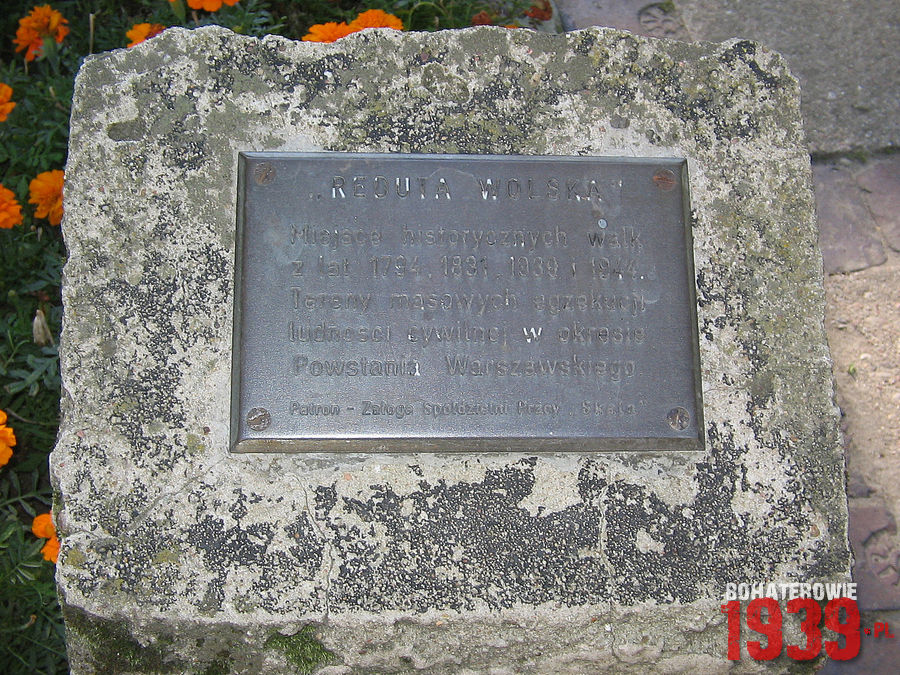 „REDUTA WOLSKA"
Miejsce historycznych walk
z lat 1794, 1831, 1939 i 1944.
Tereny masowych egzekucji
ludności cywilnej w okresie
Powstania Warszawskiego
Patron - Załoga Spółdzielni Pracy „Skała"
BOHATEROWIE
1939.PL